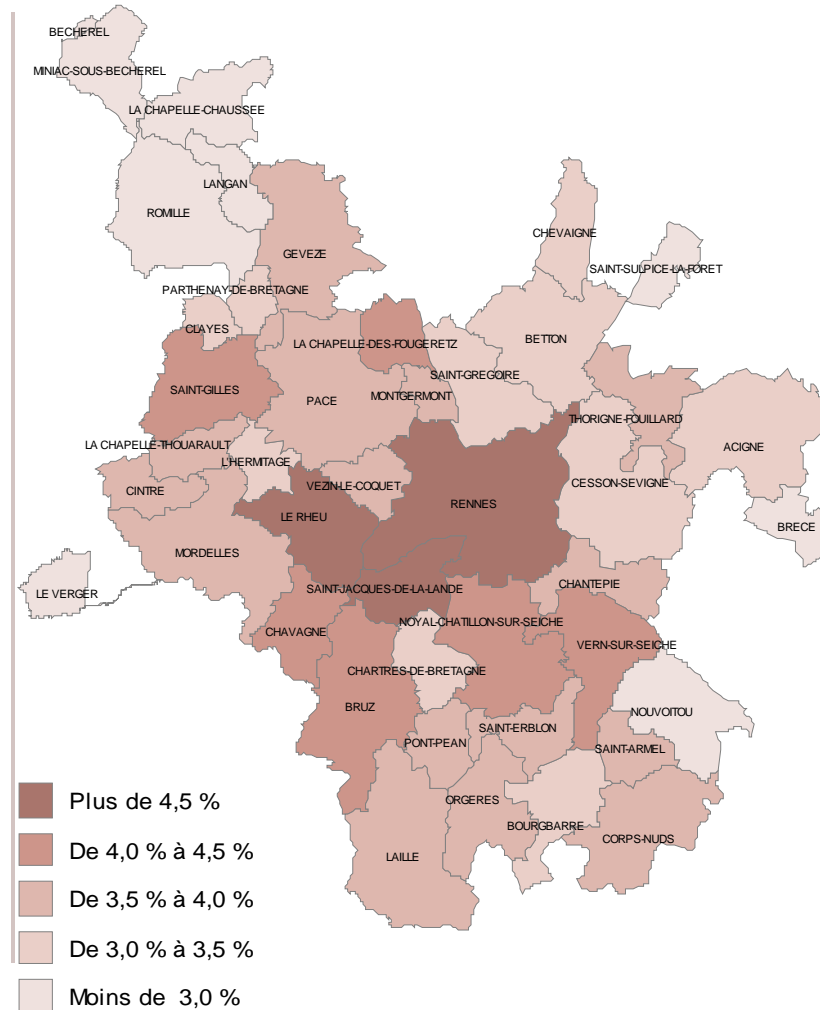 BECHEREL
MINIAC-SOUS-BECHEREL
LA CHAPELLE-CHAUSSEE
LANGAN
ROMILLE
CHEVAIGNE
GEVEZE
SAINT-SULPICE-LA-FORET
PARTHENAY-DE-BRETAGNE
CLAYES
BETTON
LA CHAPELLE-DES-FOUGERETZ
SAINT-GREGOIRE
SAINT-GILLES
MONTGERMONT
PACE
THORIGNE-FOUILLARD
LA CHAPELLE-THOUARAULT
ACIGNE
L'HERMITAGE
CESSON-SEVIGNE
VEZIN-LE-COQUET
CINTRE
RENNES
LE RHEU
BRECE
MORDELLES
CHANTEPIE
SAINT-JACQUES-DE-LA-LANDE
LE VERGER
NOYAL-CHATILLON-SUR-SEICHE
CHAVAGNE
VERN-SUR-SEICHE
CHARTRES-DE-BRETAGNE
NOUVOITOU
BRUZ
SAINT-ERBLON
PONT-PEAN
SAINT-ARMEL
ORGERES
BOURGBARRE
CORPS-NUDS
LAILLE
Plus de 4,5 %
De 4,0 % à 4,5 %
De 3,5 % à 4,0 %
De 3,0 % à 3,5 %
Moins de 3,0 %